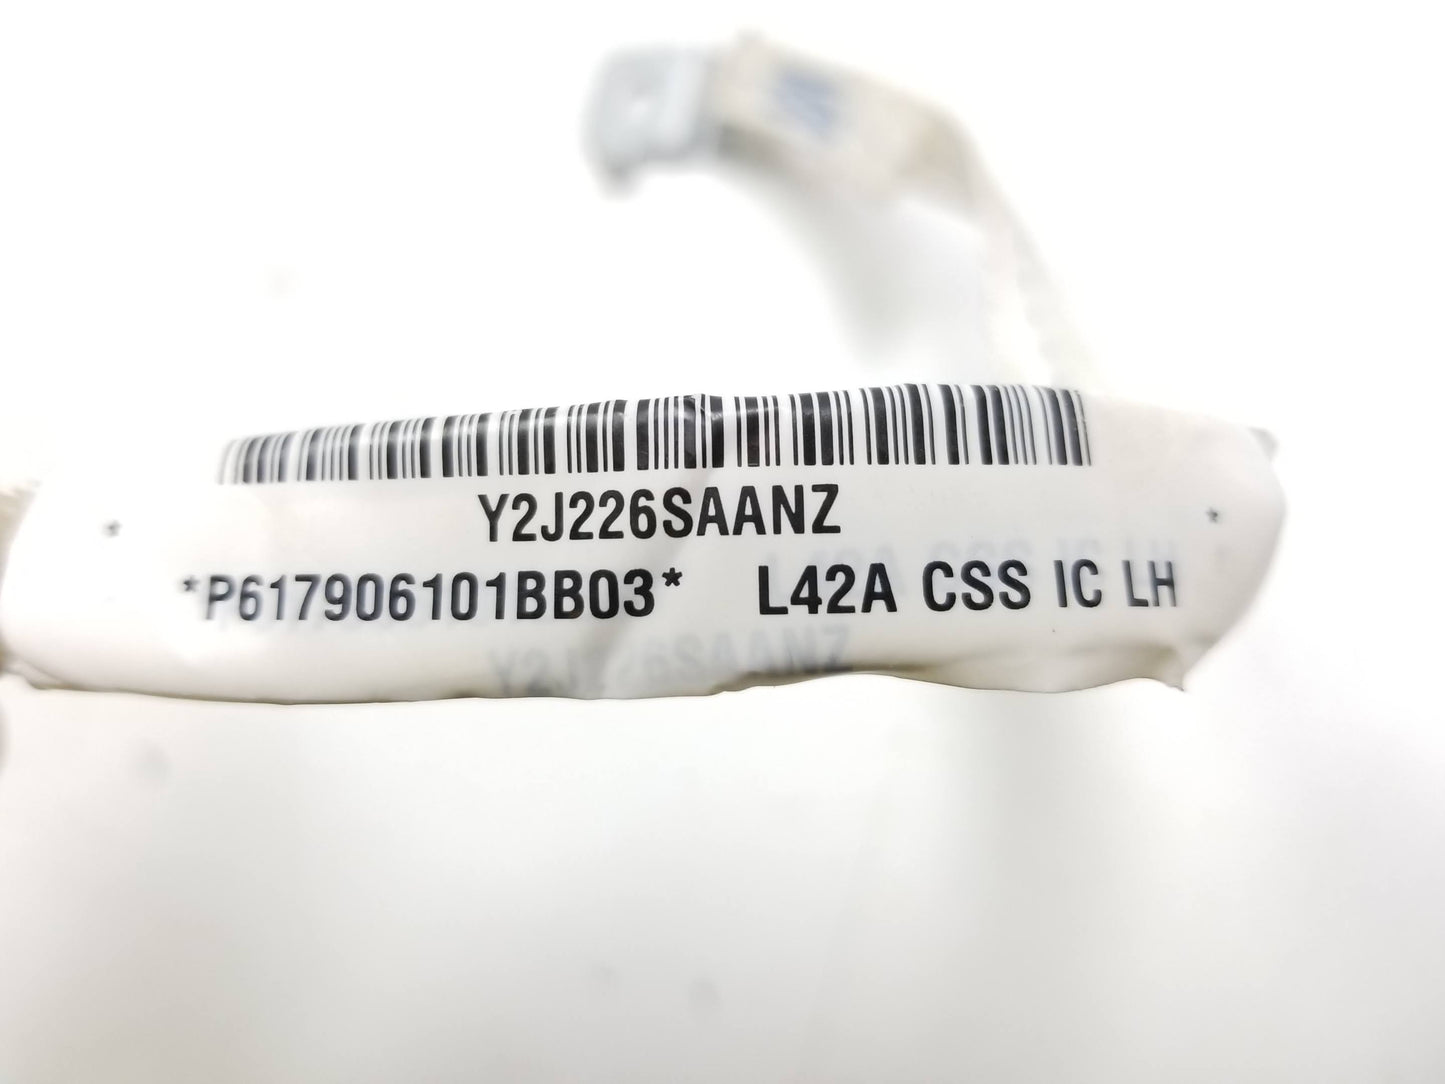 Y2J226SAANZ
*P617906101BB03* L42A CSS IC LH